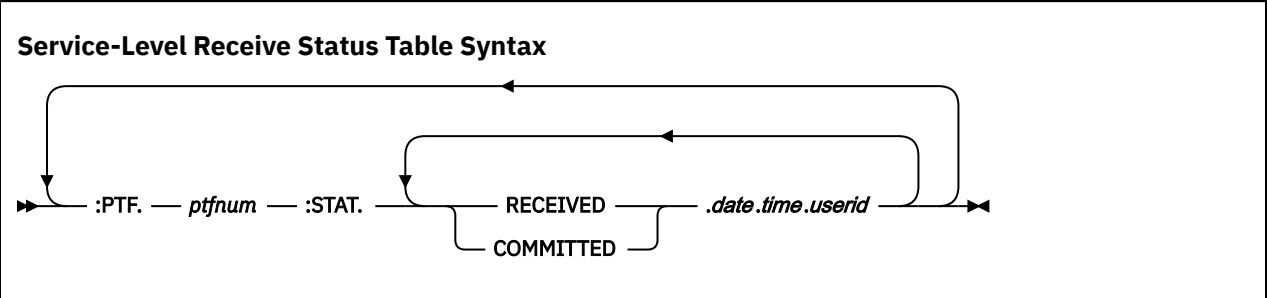 Service-Level Receive Status Table Syntax
:PTF. ptfnum :STAT. RECEIVED .date.time.userid
COMMITTED